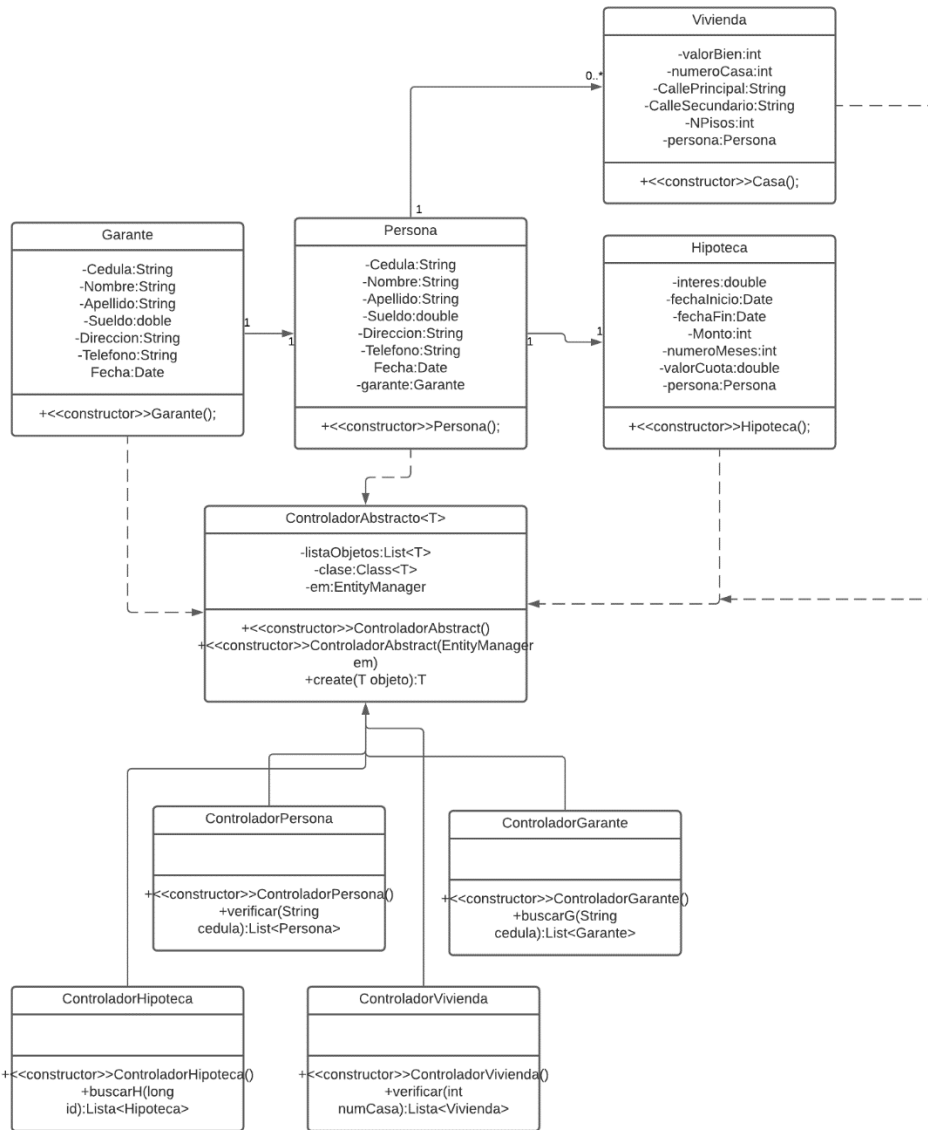 Vivienda
-valorBien:int
-numeroCasa:int
-CallePrincipal:String
-CalleSecundario:String
-NPisos:int
-persona:Persona
+<<constructor>>Casa();
0..*
1
Garante
-Cedula:String
-Nombre:String
-Apellido:String
-Sueldo:doble
-Direccion:String
-Telefono:String
Fecha:Date
+<<constructor>>Garante();
1
1
Persona
-Cedula:String
-Nombre:String
-Apellido:String
-Sueldo:double
-Direccion:String
-Telefono:String
Fecha:Date
-garante:Garante
+<<constructor>>Persona();
1
1
Hipoteca
-interes:double
-fechaInicio:Date
-fechaFin:Date
-Monto:int
-numeroMeses:int
-valorCuota:double
-persona:Persona
+<<constructor>>Hipoteca();
ControladorAbstracto<T>
-listaObjetos:List<T>
-clase:Class<T>
-em:EntityManager
+<<constructor>>ControladorAbstract()
+<<constructor>>ControladorAbstract(EntityManager
em)
+create(T objeto):T
ControladorPersona
+<<constructor>>ControladorPersona()
+verificar(String
cedula):List<Persona>
ControladorGarante
+<<constructor>>ControladorGarante()
+buscarG(String
cedula):List<Garante>
ControladorHipoteca
+<<constructor>>ControladorHipoteca()
+buscarH(long
id):Lista<Hipoteca>
ControladorVivienda
+<<constructor>>ControladorVivienda()
+verificar(int
numCasa):Lista<Vivienda>